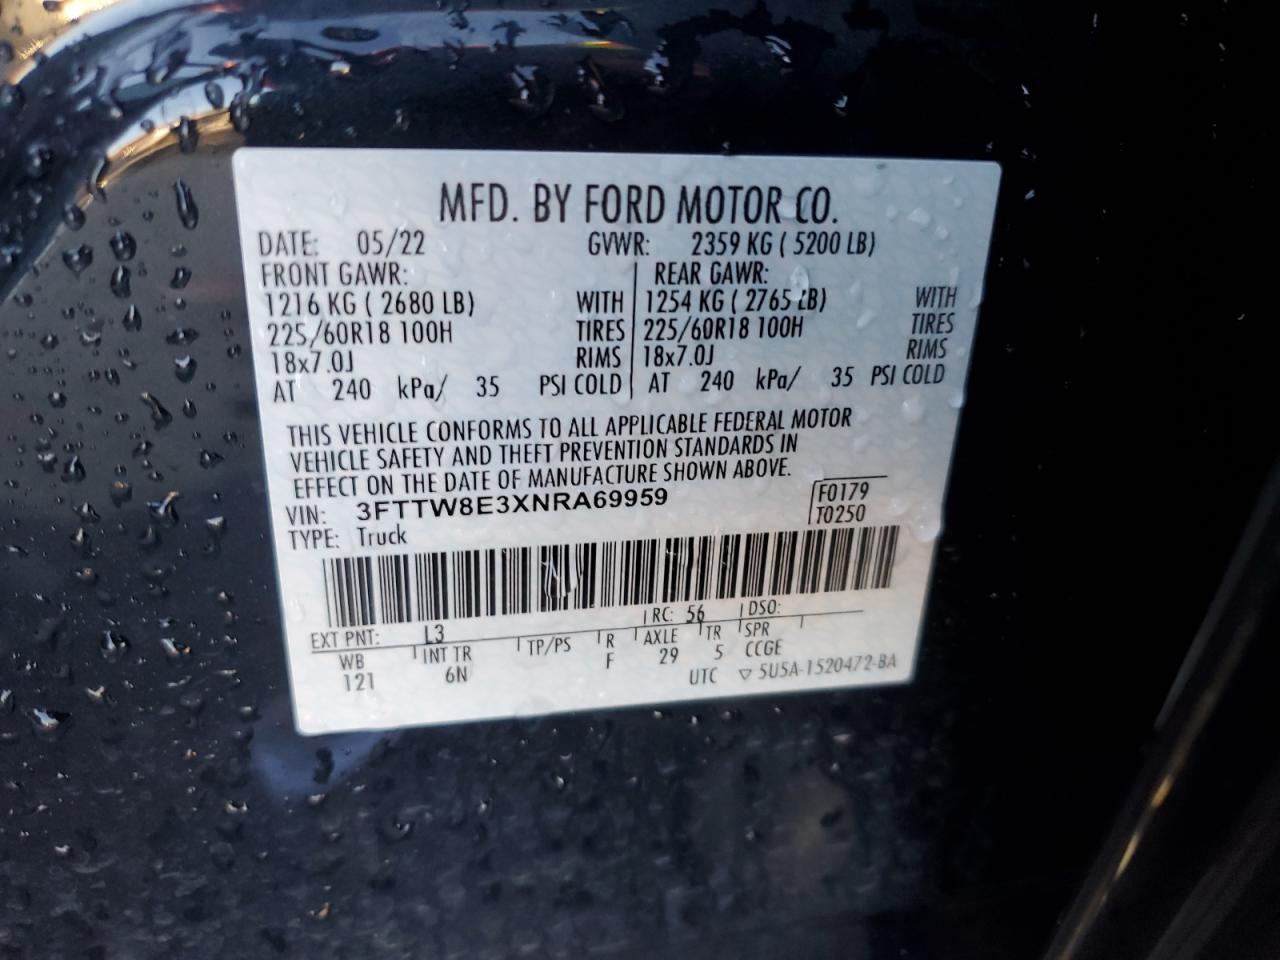 MFD. BY FORD MOTOR CO.
DATE: 05/22 GVWR: 2359 KG ( 5200 LB)
FRONT GAWR: REAR GAWR:
1216 KG ( 2680 LB) WITH 1254 KG ( 2765 LB) WITH
225/60R18 100H TIRES 225/60R18 100H TIRES
18x7.0J RIMS 18x7.0J RIMS
AT 240 kPa/ 35 PSI COLD AT 240 kPa/ 35 PSI COLD
THIS VEHICLE CONFORMS TO ALL APPLICABLE FEDERAL MOTOR
VEHICLE SAFETY AND THEFT PREVENTION STANDARDS IN
EFFECT ON THE DATE OF MANUFACTURE SHOWN ABOVE.
VIN: 3FTTW8E3XNRA69959 F0179
TYPE: Truck T0250
RC: 56 DSO:
EXT PNT: L3
WB INT TR TP/PS R AXLE TR SPR
121 6N F 29 5 CCGE
UTC ▽ 5U5A-1520472-BA